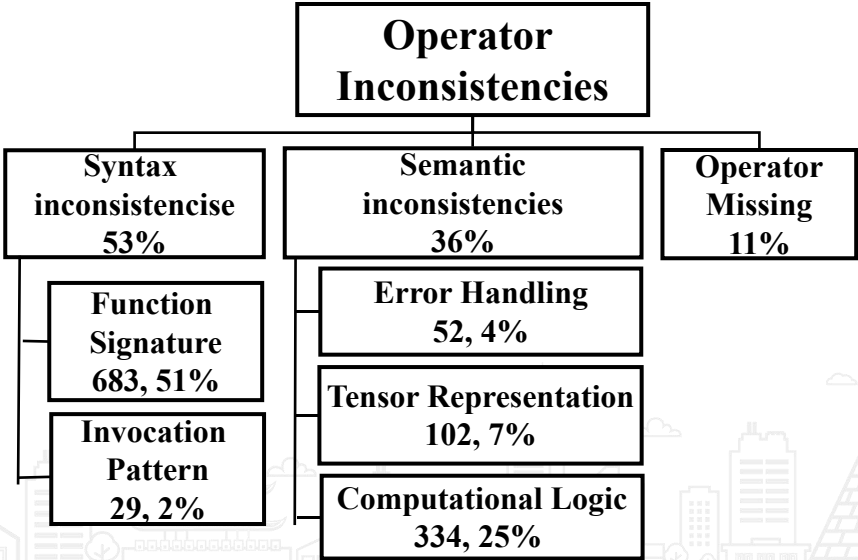 Operator
Inconsistencies
Syntax
inconsistencise
53%
Function
Signature
683, 51%
Invocation
Pattern
29, 2%
Semantic
inconsistencies
36%
Error Handling
52, 4%
Tensor Representation
102, 7%
Computational Logic
334, 25%
Operator
Missing
11%